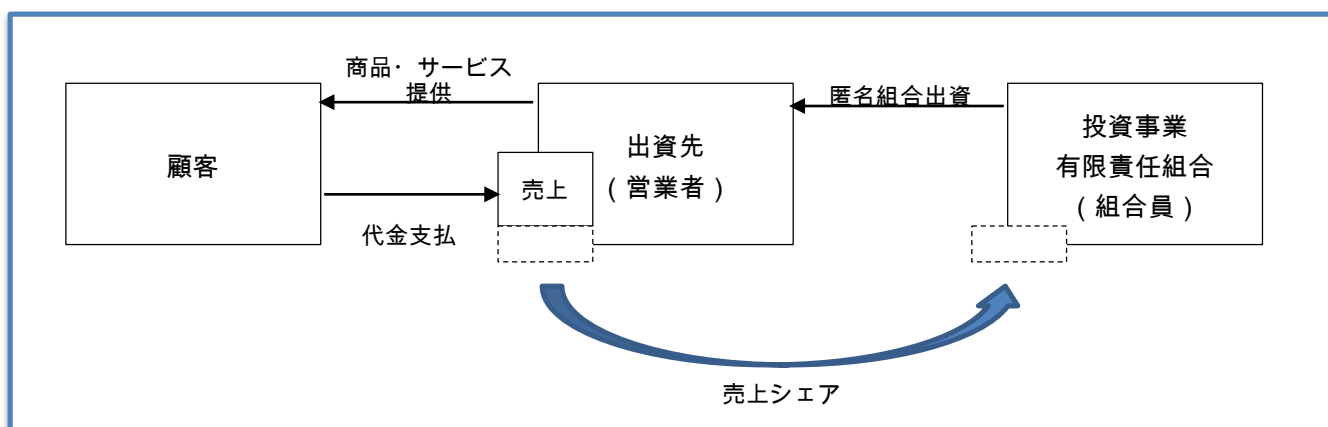 商品・サービス
提供
匿名組合出資
顧客
出資先
（営業者）
売上
投資事業
有限責任組合
（組合員）
代金支払
売上シェア